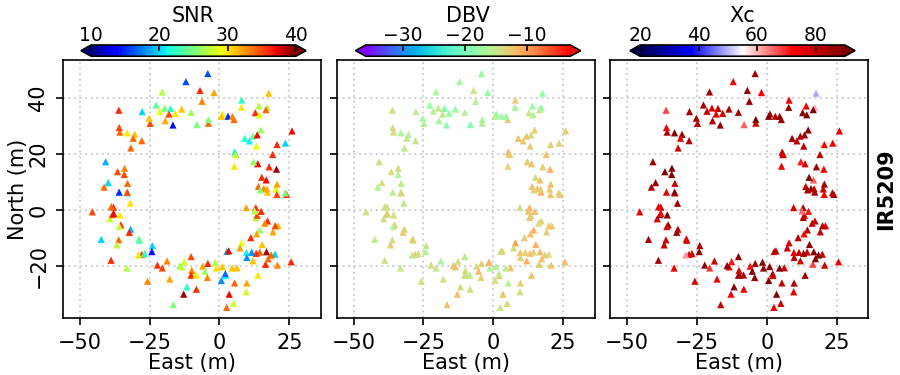 SNR DBV Xc
10 20 30 40 −30 −20 −10 20 40 60 80
40
20
0
−20
North (m)
−50 −25 0 25 −50 −25 0 25 −50 −25 0 25
East (m) East (m) East (m)
IR5209